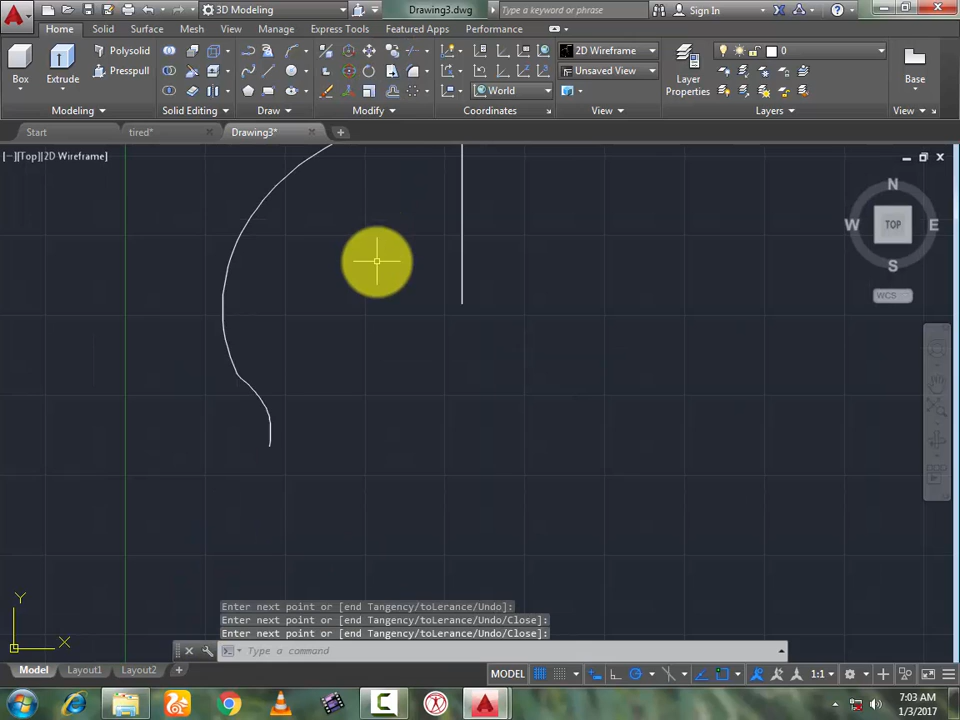 3D Modeling
Drawing3.dwg
Type a keyword or phrase
Sign In
Home Solid Surface Mesh Manage Express Tools Featured Apps Performance
Box
Extrude
Polysolid
Presspull
2D Wireframe
Unsaved View
World
Layer
Properties
0
Base
Modeling
Solid Editing
Draw
Modify
Coordinates
View
Layers
View
Start
tired*
Drawing3*
[−][Top][2D Wireframe]
N
W
TOP
E
S
WCS
Y
X
Enter next point or [end Tangency/toLerance/Undo]:
Enter next point or [end Tangency/toLerance/Undo/Close]:
Enter next point or [end Tangency/toLerance/Undo/Close]:
Type a command
Model Layout1 Layout2
MODEL
1:1
7:03 AM
1/3/2017